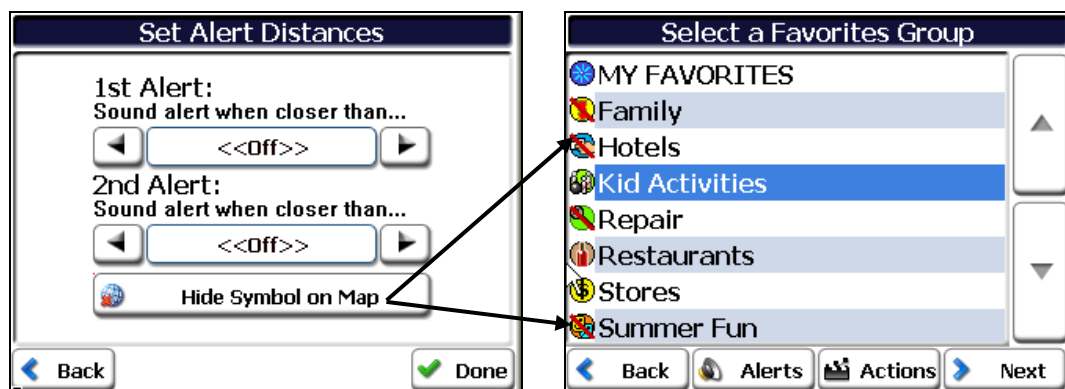 Set Alert Distances
1st Alert:
Sound alert when closer than...
<<Off>>
2nd Alert:
Sound alert when closer than...
<<Off>>
Hide Symbol on Map
Back
Done
Select a Favorites Group
MY FAVORITES
Family
Hotels
Kid Activities
Repair
Restaurants
Stores
Summer Fun
Back
Alerts
Actions
Next